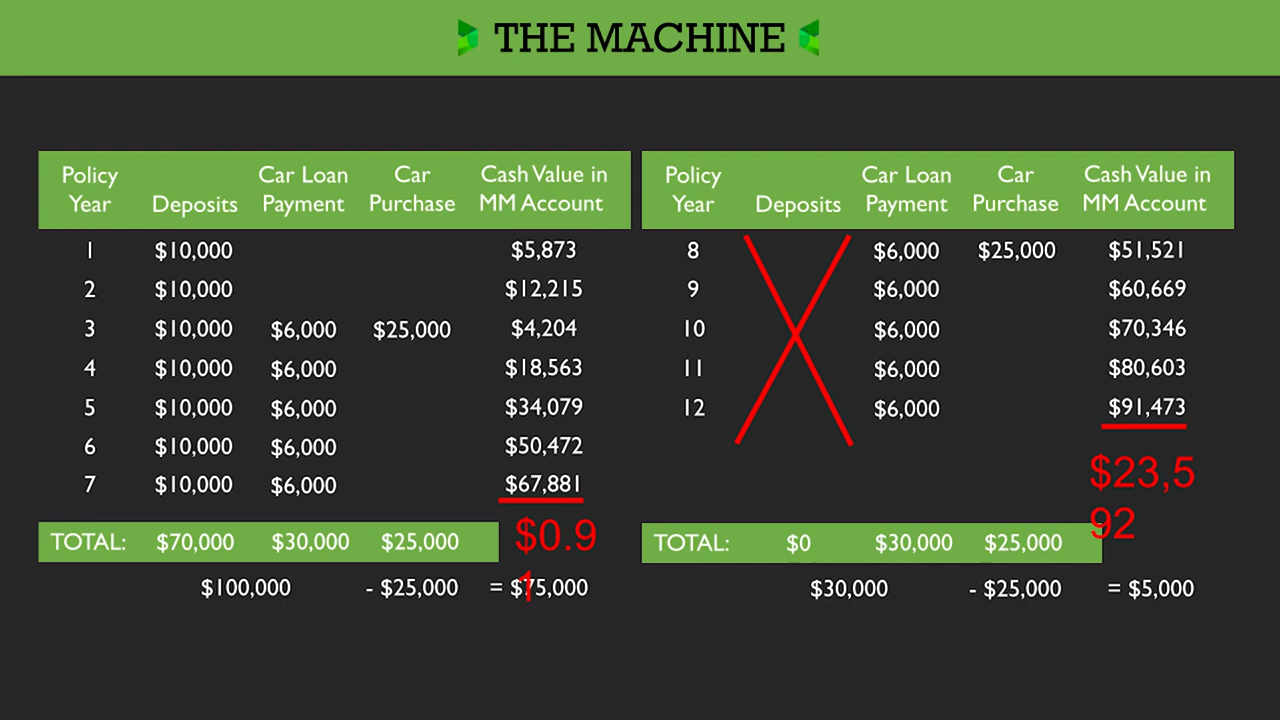 THE MACHINE
Policy Year Deposits Car Loan Payment Car Purchase Cash Value in MM Account
1 $10,000 $5,873
2 $10,000 $12,215
3 $10,000 $6,000 $25,000 $4,204
4 $10,000 $6,000 $18,563
5 $10,000 $6,000 $34,079
6 $10,000 $6,000 $50,472
7 $10,000 $6,000 $67,881
$0.9
1
TOTAL: $70,000 $30,000 $25,000
$100,000 - $25,000 = $75,000
Policy Year Deposits Car Loan Payment Car Purchase Cash Value in MM Account
8 $6,000 $25,000 $51,521
9 $6,000 $60,669
10 $6,000 $70,346
11 $6,000 $80,603
12 $6,000 $91,473
$23,5
92
TOTAL: $0 $30,000 $25,000
$30,000 - $25,000 = $5,000